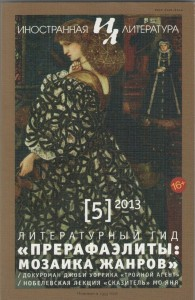 ИНОСТРАННАЯ ИЛ ЛИТЕРАТУРА
[5] 2013
16+
ЛИТЕРАТУРНЫЙ ГИД
«ПРЕРАФАЭЛИТЫ:
МОЗАИКА ЖАНРОВ»
/ ДОКУРОМАН ДЖОБИ УОРРИКА «ТРОЙНОЙ АГЕНТ»
/ НОБЕЛЕВСКАЯ ЛЕКЦИЯ «СКАЗИТЕЛЬ» МО ЯНЯ